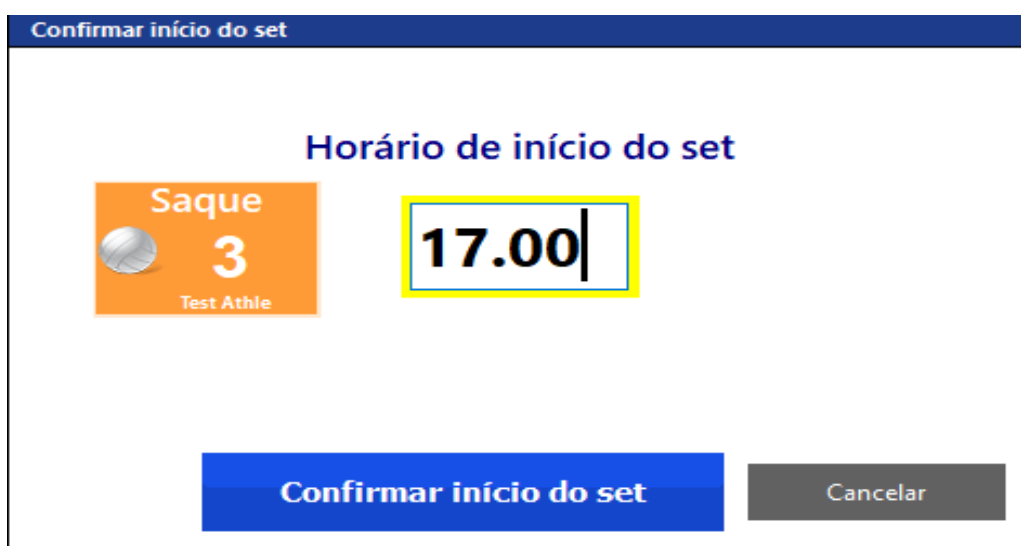 Confirmar início do set
Horário de início do set
Saque
3
Test Athle
17.00
Confirmar início do set
Cancelar